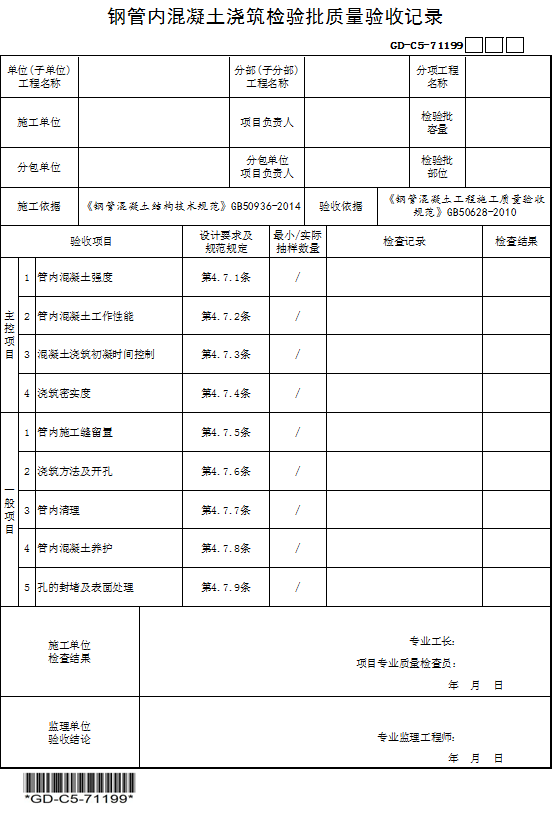 钢管内混凝土浇筑检验批质量验收记录
GD-C5-71199
单位(子单位)
工程名称
分部(子分部)
工程名称
分项工程
名称
施工单位
项目负责人
检验批
容量
分包单位
分包单位
项目负责人
检验批
部位
施工依据
《钢管混凝土结构技术规范》GB50936-2014
验收依据
《钢管混凝土工程施工质量验收
规范》GB50628-2010
验收项目
设计要求及
规范规定
最小/实际
抽样数量
检查记录
检查结果
主控项目
1 管内混凝土强度 第4.7.1条 /
2 管内混凝土工作性能 第4.7.2条 /
3 混凝土浇筑初凝时间控制 第4.7.3条 /
4 浇筑密实度 第4.7.4条 /
一般项目
1 管内施工缝留置 第4.7.5条 /
2 浇筑方法及开孔 第4.7.6条 /
3 管内清理 第4.7.7条 /
4 管内混凝土养护 第4.7.8条 /
5 孔的封堵及表面处理 第4.7.9条 /
施工单位
检查结果
专业工长:
项目专业质量检查员:
年 月 日
监理单位
验收结论
专业监理工程师:
年 月 日
*GD-C5-71199*